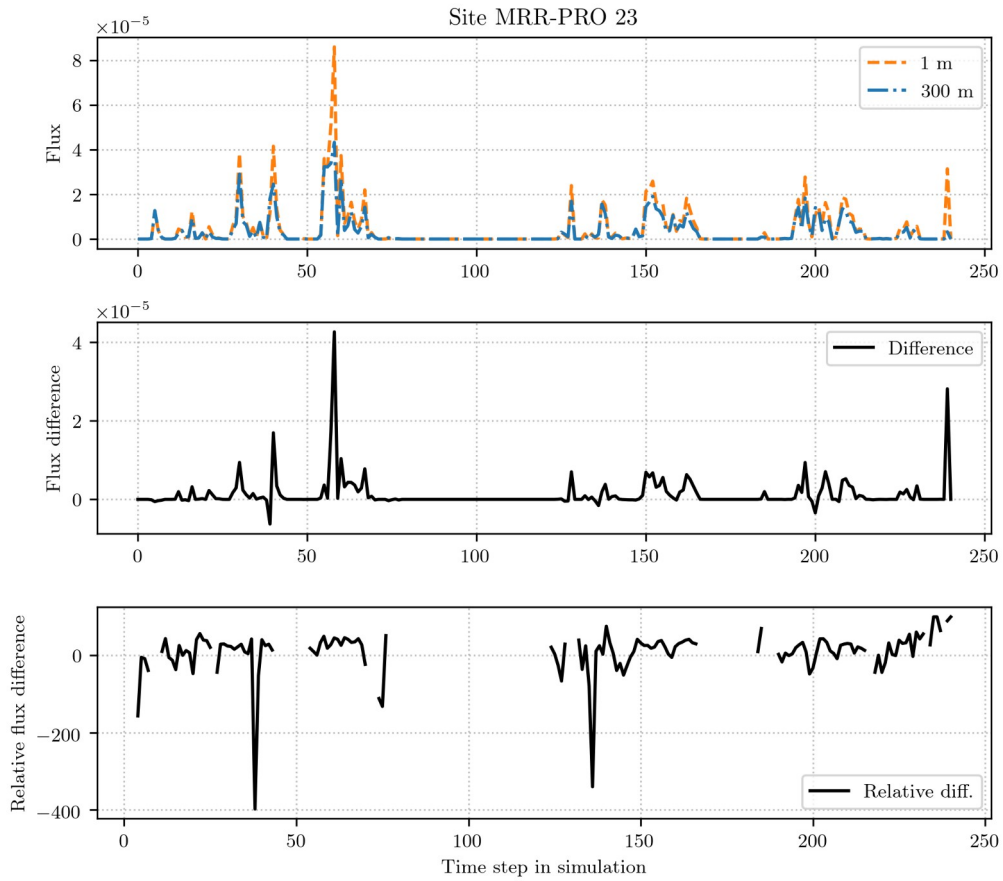 Site MRR-PRO 23
×10⁻⁵
8
6
4
2
0
Flux
1 m
300 m
0 50 100 150 200 250
×10⁻⁵
4
2
0
Flux difference
Difference
0 50 100 150 200 250
0
−200
−400
Relative flux difference
Relative diff.
0 50 100 150 200 250
Time step in simulation